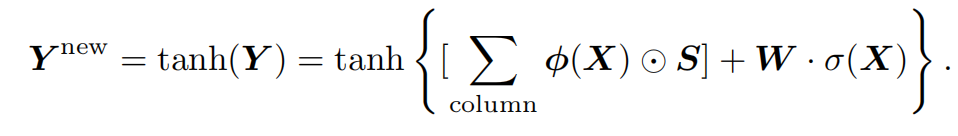 Y^new = tanh(Y) = tanh { [ ∑_column ϕ(X) ⊙ S] + W · σ(X) } .